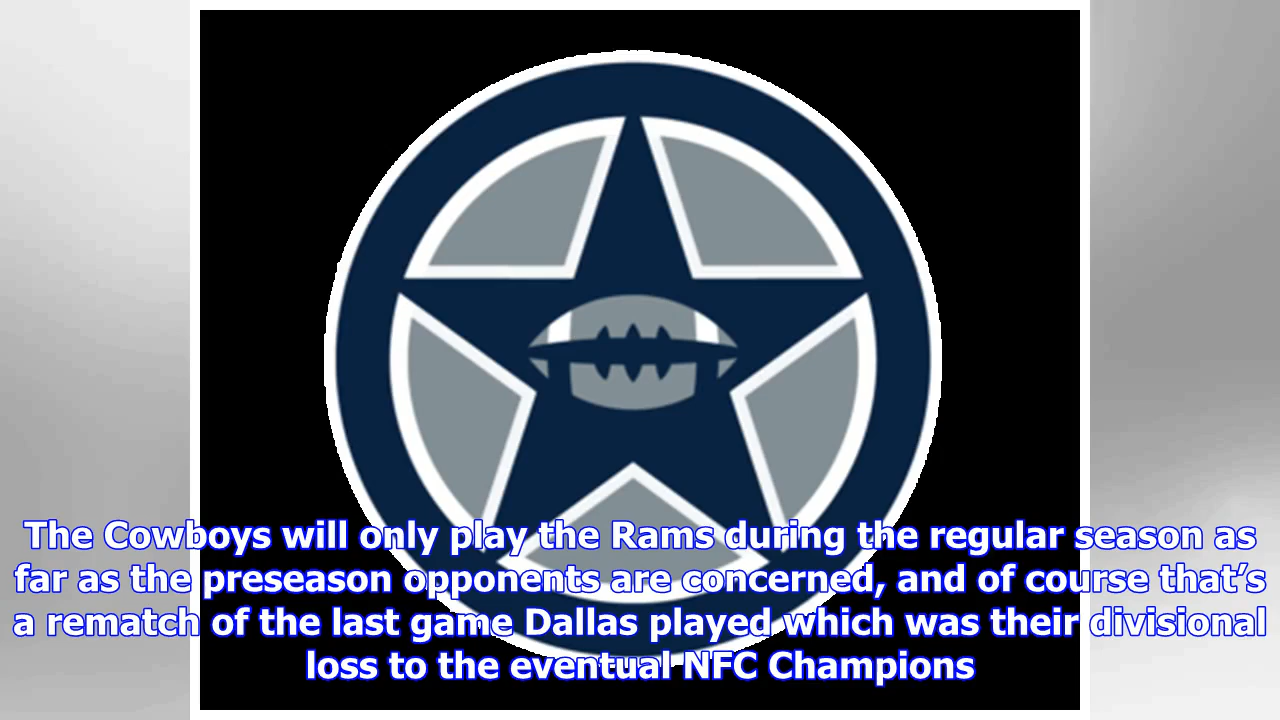 The Cowboys will only play the Rams during the regular season as
far as the preseason opponents are concerned, and of course that’s
a rematch of the last game Dallas played which was their divisional
loss to the eventual NFC Champions